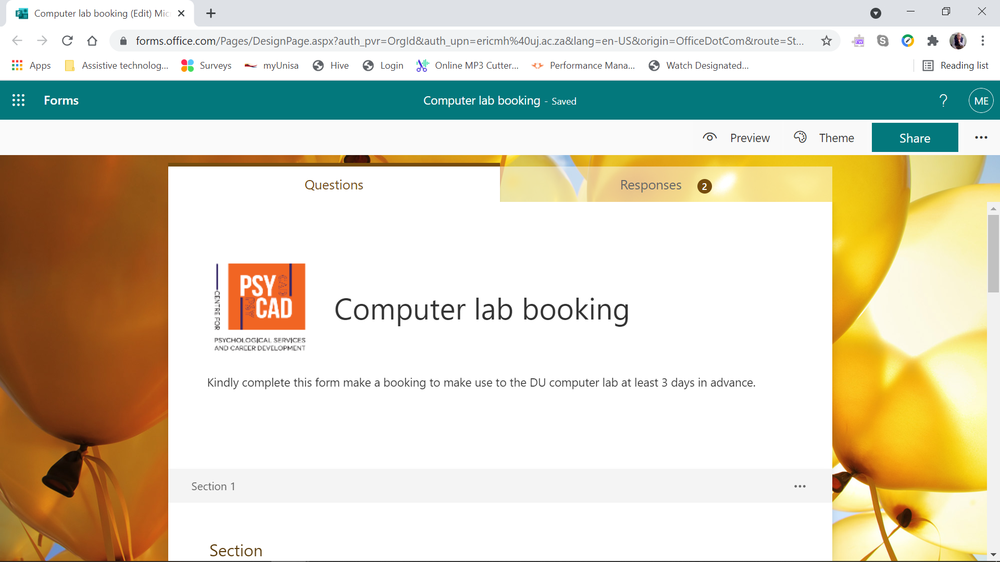 Computer lab booking (Edit) Mic
forms.office.com/Pages/DesignPage.aspx?auth_pvr=OrgId&auth_upn=ericmh%40uj.ac.za&lang=en-US&origin=OfficeDotCom&route=St...
Apps Assistive technolog... Surveys myUnisa Hive Login Online MP3 Cutter... Performance Mana... Watch Designated... Reading list
Forms Computer lab booking - Saved ? ME
Preview Theme Share
Questions Responses 2
CENTRE FOR
PSY CAD
PSY CAD
PSYCHOLOGICAL SERVICES
AND CAREER DEVELOPMENT
Computer lab booking
Kindly complete this form make a booking to make use to the DU computer lab at least 3 days in advance.
Section 1
Section